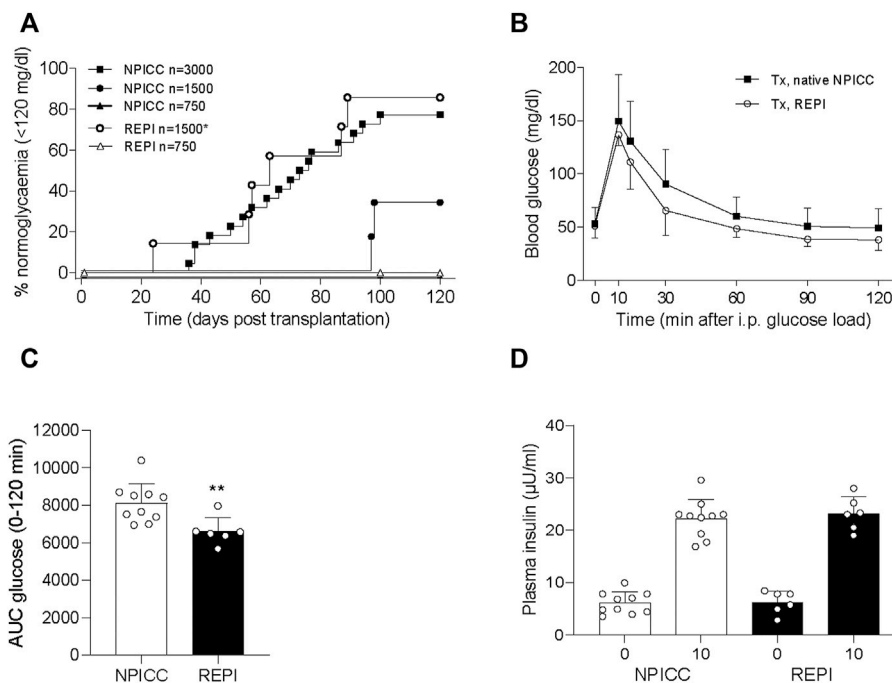 A
% normoglycaemia (<120 mg/dl)
100
80
60
40
20
0
NPICC n=3000
NPICC n=1500
NPICC n=750
REPI n=1500*
REPI n=750
0 20 40 60 80 100 120
Time (days post transplantation)
B
Blood glucose (mg/dl)
200
150
100
50
0
Tx, native NPICC
Tx, REPI
0 10 30 60 90 120
Time (min after i.p. glucose load)
C
AUC glucose (0-120 min)
12000
10000
8000
6000
4000
2000
0
**
NPICC REPI
D
Plasma insulin (µU/ml)
40
30
20
10
0
0 10 0 10
NPICC REPI